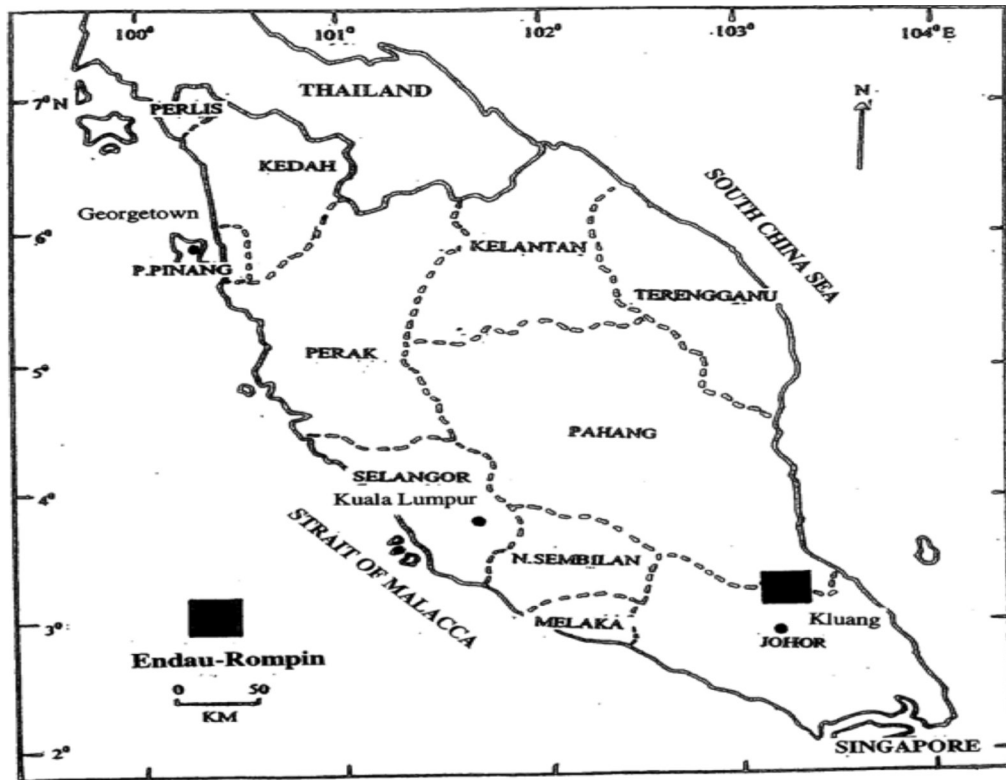 100° 101° 102° 103° 104° E
THAILAND
7° N
PERLIS
N
KEDAH
SOUTH CHINA SEA
Georgetown
6°
KELANTAN
P.PINANG
TERENGGANU
PERAK
5°
PAHANG
SELANGOR
Kuala Lumpur
4°
STRAIT OF MALACCA
N.SEMBILAN
Kluang
3°
MELAKA
JOHOR
Endau-Rompin
0 50
KM
2°
SINGAPORE